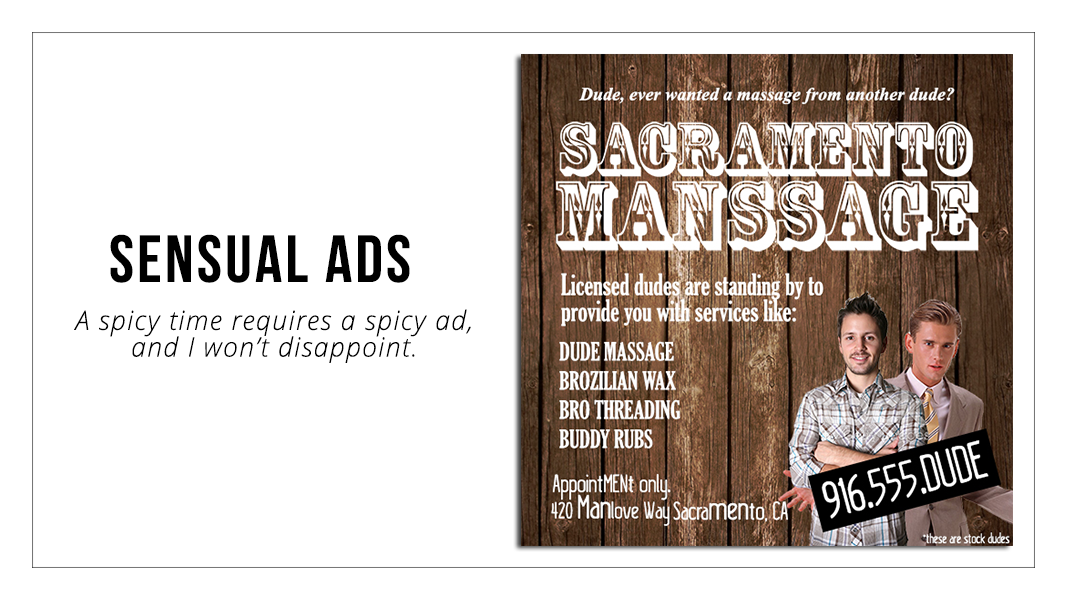 SENSUAL ADS
A spicy time requires a spicy ad,
and I won't disappoint.
Dude, ever wanted a massage from another dude?
SACRAMENTO
MANSSAGE
Licensed dudes are standing by to
provide you with services like:
DUDE MASSAGE
BROZILIAN WAX
BRO THREADING
BUDDY RUBS
AppointMENt only.
420 Manlove Way Sacramento, CA
916.555.DUDE
*these are stock dudes